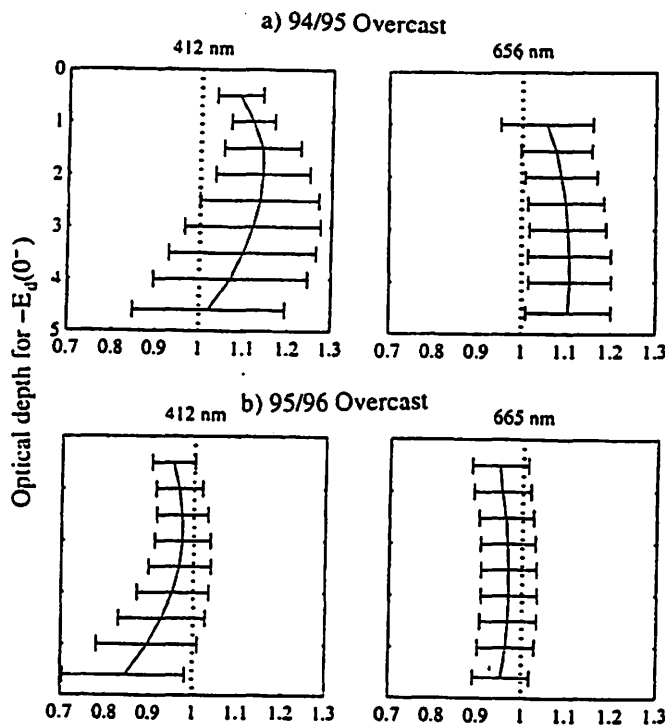 a) 94/95 Overcast
412 nm
656 nm
0
1
2
3
4
5
0.7 0.8 0.9 1 1.1 1.2 1.3
0.7 0.8 0.9 1 1.1 1.2 1.3
Optical depth for −E_d(0⁻)
b) 95/96 Overcast
412 nm
665 nm
0.7 0.8 0.9 1 1.1 1.2 1.3
0.7 0.8 0.9 1 1.1 1.2 1.3